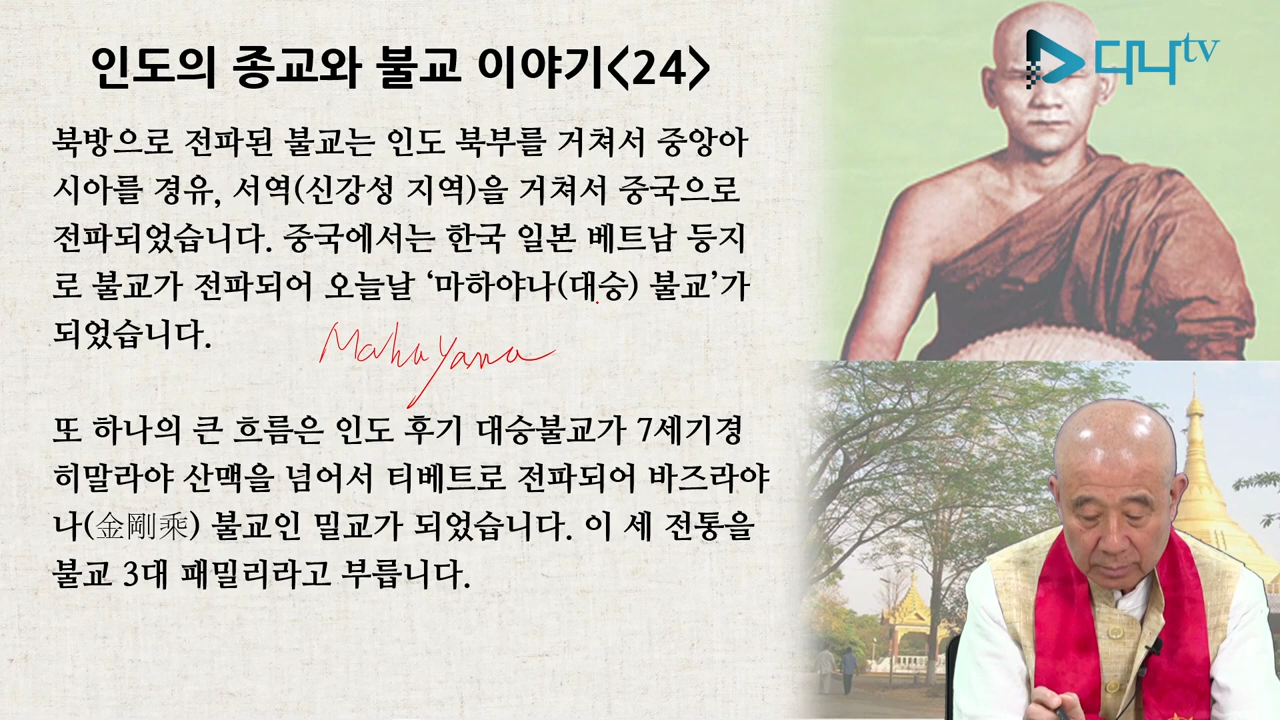 인도의 종교와 불교 이야기<24>
다나tv
북방으로 전파된 불교는 인도 북부를 거쳐서 중앙아
시아를 경유, 서역(신강성 지역)을 거쳐서 중국으로
전파되었습니다. 중국에서는 한국 일본 베트남 등지
로 불교가 전파되어 오늘날 ‘마하야나(대승) 불교’가
되었습니다.
Mahayana
또 하나의 큰 흐름은 인도 후기 대승불교가 7세기경
히말라야 산맥을 넘어서 티베트로 전파되어 바즈라야
나(金剛乘) 불교인 밀교가 되었습니다. 이 세 전통을
불교 3대 패밀리라고 부릅니다.